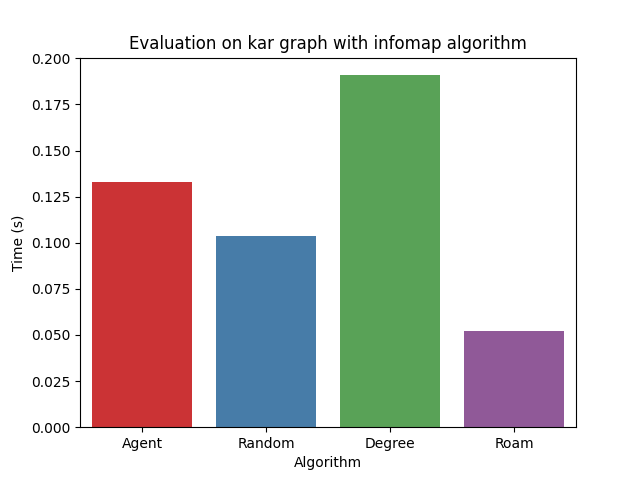 Evaluation on kar graph with infomap algorithm
0.200
0.175
0.150
0.125
0.100
0.075
0.050
0.025
0.000
Time (s)
Agent Random Degree Roam
Algorithm